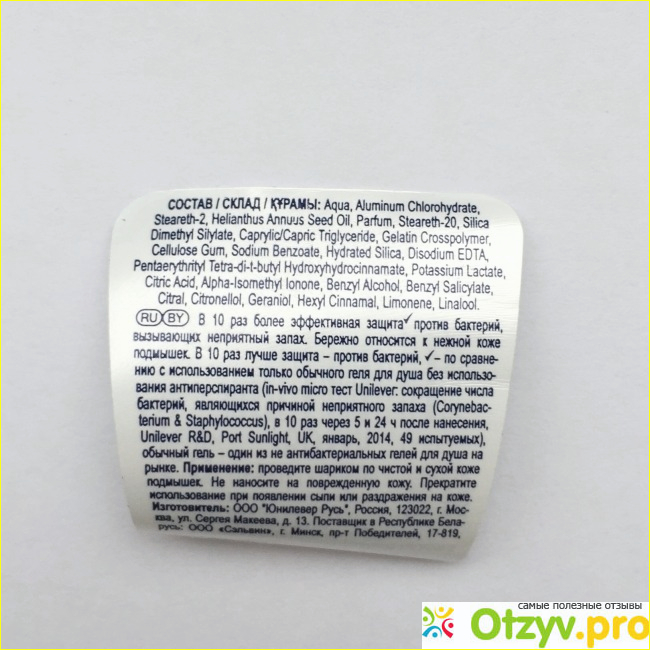 СОСТАВ / СКЛАД / ҚҰРАМЫ: Aqua, Aluminum Chlorohydrate,
Steareth-2, Helianthus Annuus Seed Oil, Parfum, Steareth-20, Silica
Dimethyl Silylate, Caprylic/Capric Triglyceride, Gelatin Crosspolymer,
Cellulose Gum, Sodium Benzoate, Hydrated Silica, Disodium EDTA,
Pentaerythrityl Tetra-di-t-butyl Hydroxyhydrocinnamate, Potassium Lactate,
Citric Acid, Alpha-Isomethyl Ionone, Benzyl Alcohol, Benzyl Salicylate,
Citral, Citronellol, Geraniol, Hexyl Cinnamal, Limonene, Linalool.
RU BY В 10 раз более эффективная защита✓ против бактерий,
вызывающих неприятный запах. Бережно относится к нежной коже
подмышек. В 10 раз лучше защита – против бактерий, ✓– по сравне-
нию с использованием только обычного геля для душа без использо-
вания антиперспиранта (in-vivo micro тест Unilever: сокращение числа
бактерий, являющихся причиной неприятного запаха (Corynebac-
terium & Staphylococcus), в 10 раз через 5 и 24 ч после нанесения,
Unilever R&D, Port Sunlight, UK, январь, 2014, 49 испытуемых),
обычный гель – один из не антибактериальных гелей для душа на
рынке. Применение: проведите шариком по чистой и сухой коже
подмышек. Не наносите на поврежденную кожу. Прекратите
использование при появлении сыпи или раздражения на коже.
Изготовитель: ООО "Юнилевер Русь", Россия, 123022, г. Мос-
ква, ул. Сергея Макеева, д. 13. Поставщик в Республике Бела-
русь: ООО «Сальвин», г. Минск, пр-т Победителей, 17-819,
самые полезные отзывы
Otzyv.pro